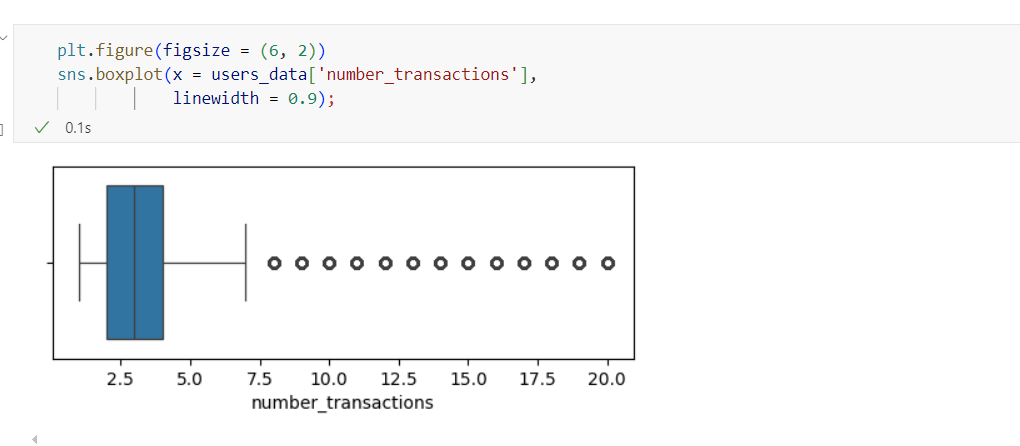 plt.figure(figsize = (6, 2))
sns.boxplot(x = users_data['number_transactions'],
linewidth = 0.9);
0.1s
2.5 5.0 7.5 10.0 12.5 15.0 17.5 20.0
number_transactions